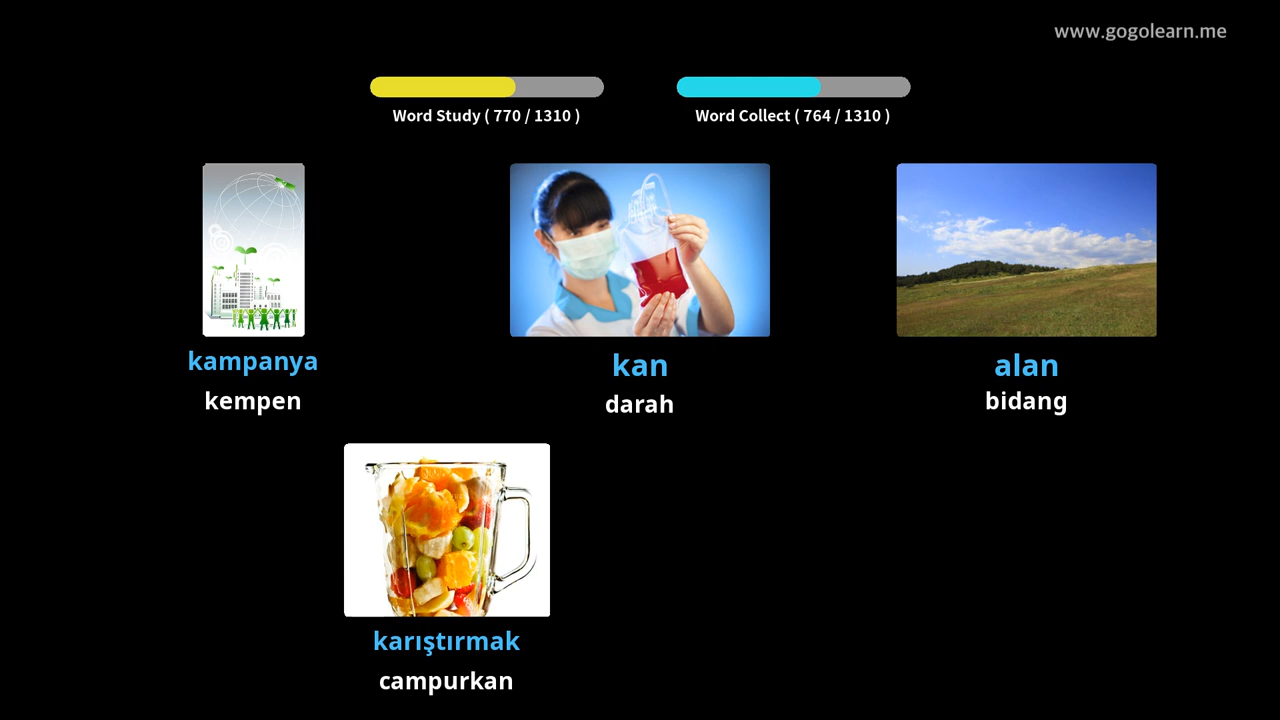 www.gogolearn.me
Word Study ( 770 / 1310 )
Word Collect ( 764 / 1310 )
kampanya
kempen
kan
darah
alan
bidang
karıştırmak
campurkan